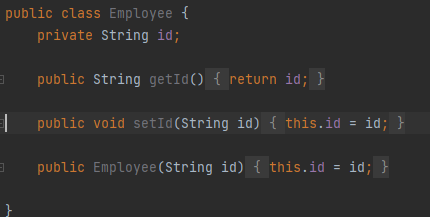 public class Employee {
private String id;
public String getId() { return id; }
public void setId(String id) { this.id = id; }
public Employee(String id) { this.id = id; }
}